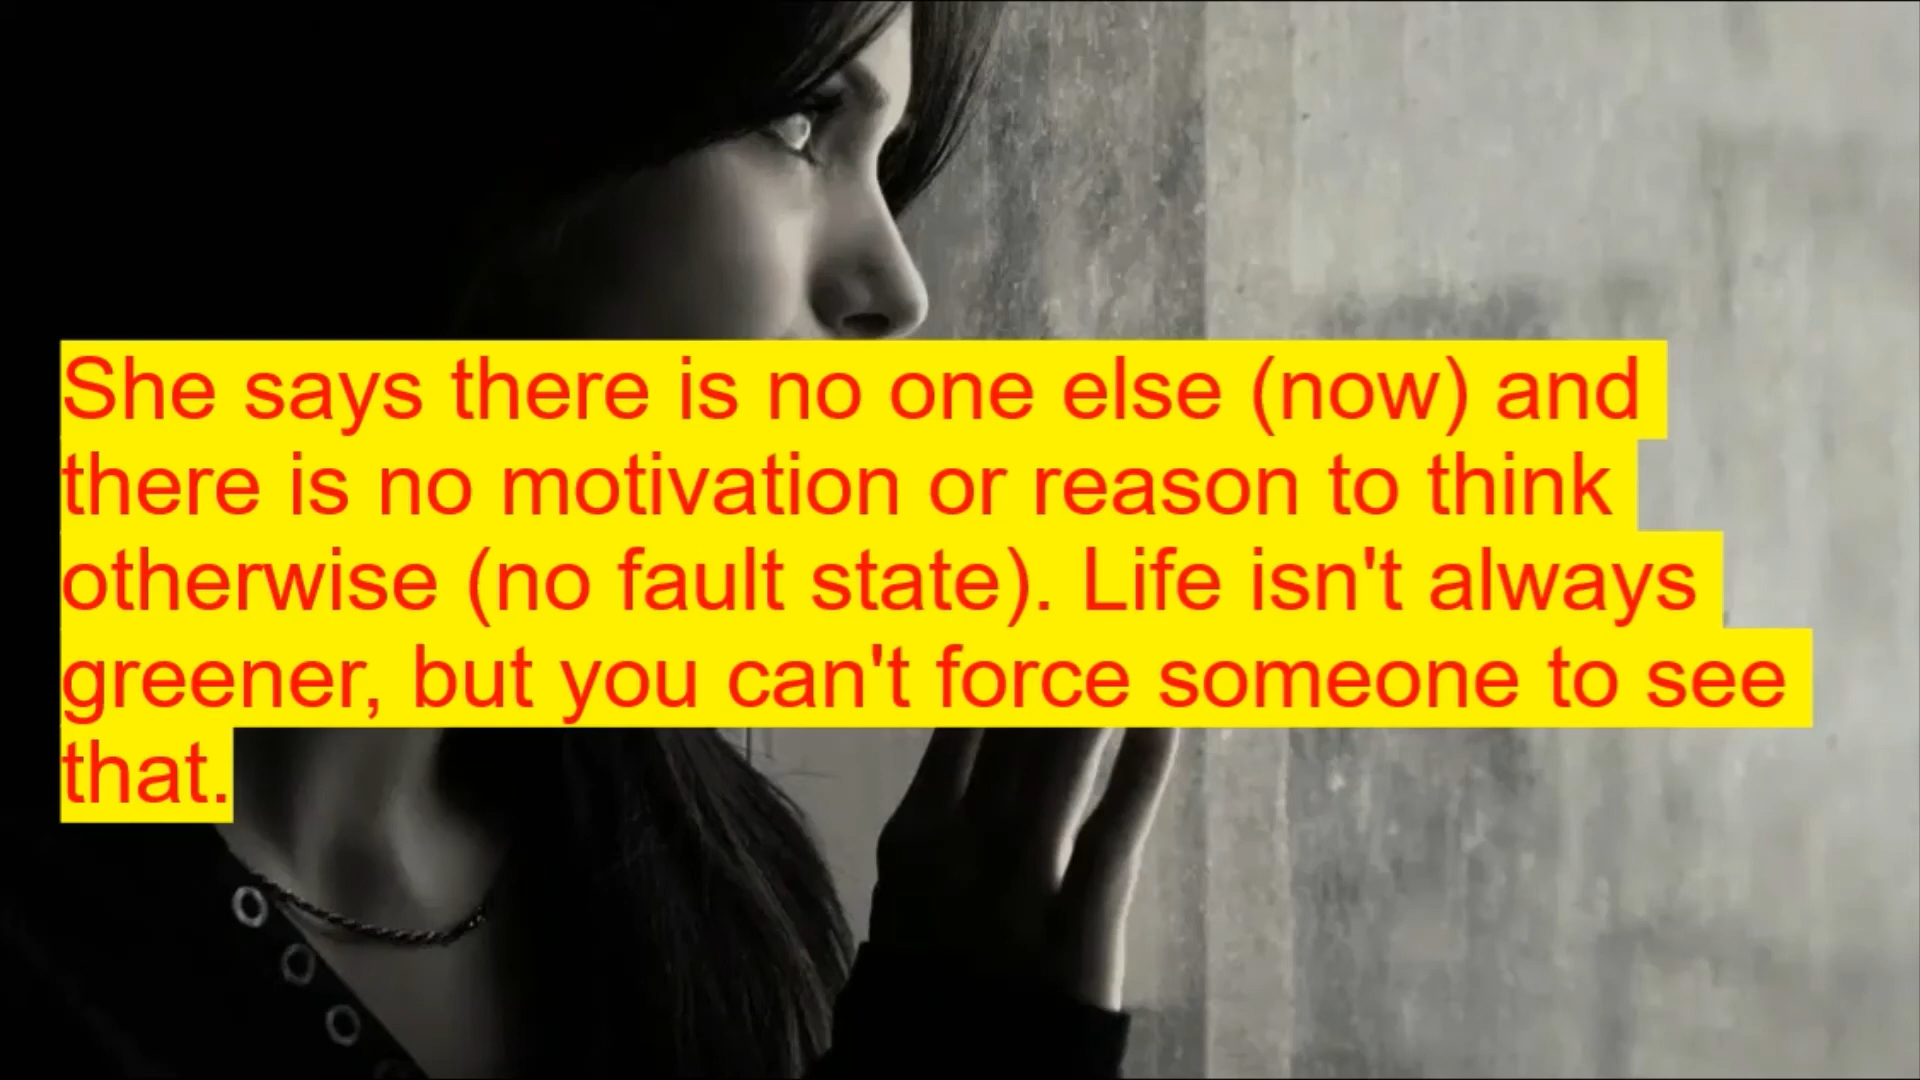 She says there is no one else (now) and
there is no motivation or reason to think
otherwise (no fault state). Life isn't always
greener, but you can't force someone to see
that.